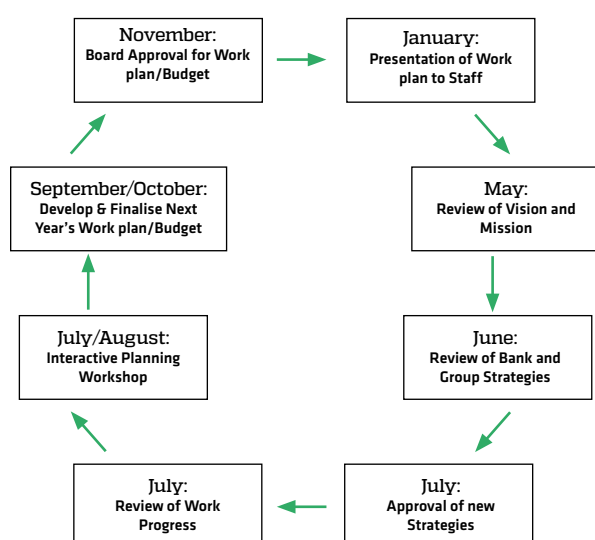 November:
Board Approval for Work
plan/Budget
January:
Presentation of Work
plan to Staff
May:
Review of Vision and
Mission
June:
Review of Bank and
Group Strategies
July:
Approval of new
Strategies
July:
Review of Work
Progress
July/August:
Interactive Planning
Workshop
September/October:
Develop & Finalise Next
Year's Work plan/Budget